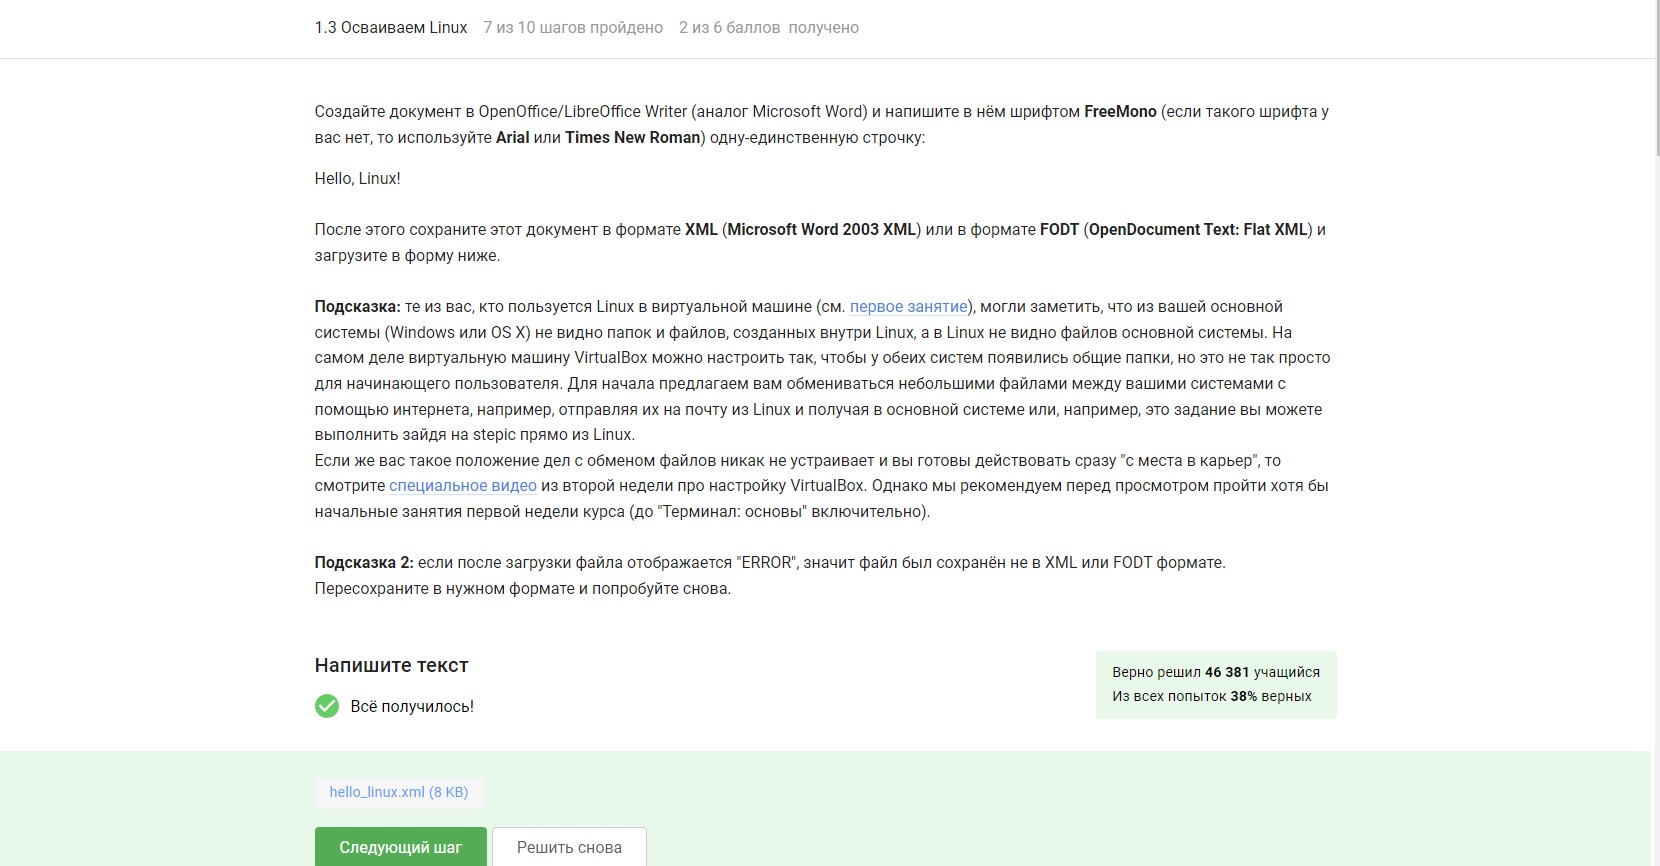 1.3 Осваиваем Linux 7 из 10 шагов пройдено 2 из 6 баллов получено
Создайте документ в OpenOffice/LibreOffice Writer (аналог Microsoft Word) и напишите в нём шрифтом FreeMono (если такого шрифта у
вас нет, то используйте Arial или Times New Roman) одну-единственную строчку:
Hello, Linux!
После этого сохраните этот документ в формате XML (Microsoft Word 2003 XML) или в формате FODT (OpenDocument Text: Flat XML) и
загрузите в форму ниже.
Подсказка: те из вас, кто пользуется Linux в виртуальной машине (см. первое занятие), могли заметить, что из вашей основной
системы (Windows или OS X) не видно папок и файлов, созданных внутри Linux, а в Linux не видно файлов основной системы. На
самом деле виртуальную машину VirtualBox можно настроить так, чтобы у обеих систем появились общие папки, но это не так просто
для начинающего пользователя. Для начала предлагаем вам обмениваться небольшими файлами между вашими системами с
помощью интернета, например, отправляя их на почту из Linux и получая в основной системе или, например, это задание вы можете
выполнить зайдя на stepic прямо из Linux.
Если же вас такое положение дел с обменом файлов никак не устраивает и вы готовы действовать сразу "с места в карьер", то
смотрите специальное видео из второй недели про настройку VirtualBox. Однако мы рекомендуем перед просмотром пройти хотя бы
начальные занятия первой недели курса (до "Терминал: основы" включительно).
Подсказка 2: если после загрузки файла отображается "ERROR", значит файл был сохранён не в XML или FODT формате.
Пересохраните в нужном формате и попробуйте снова.
Напишите текст
Верно решил 46 381 учащийся
Из всех попыток 38% верных
Всё получилось!
hello_linux.xml (8 KB)
Следующий шаг Решить снова